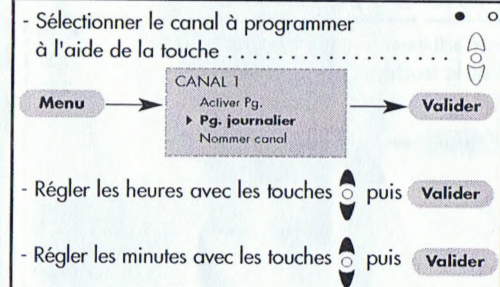 - Sélectionner le canal à programmer
à l'aide de la touche . . . . . . . . . . . . . . . . . . .
Menu
CANAL 1
Activer Pg.
Pg. journalier
Nommer canal
Valider
- Régler les heures avec les touches puis Valider
- Régler les minutes avec les touches puis Valider